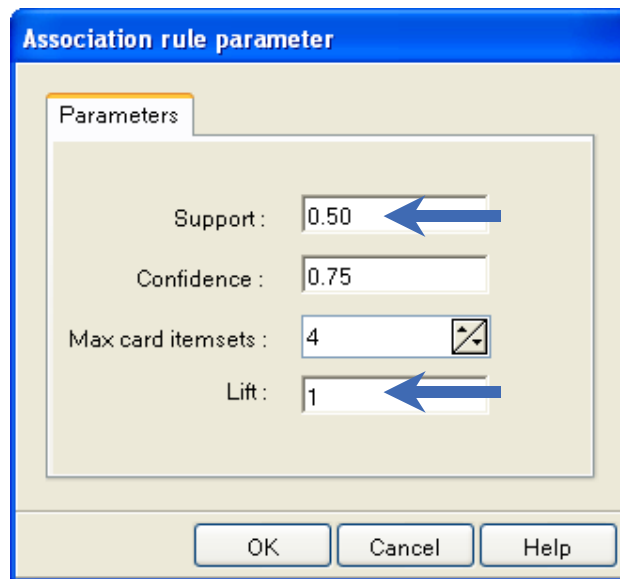 Association rule parameter
Parameters
Support : 0.50
Confidence : 0.75
Max card itemsets : 4
Lift : 1
OK Cancel Help